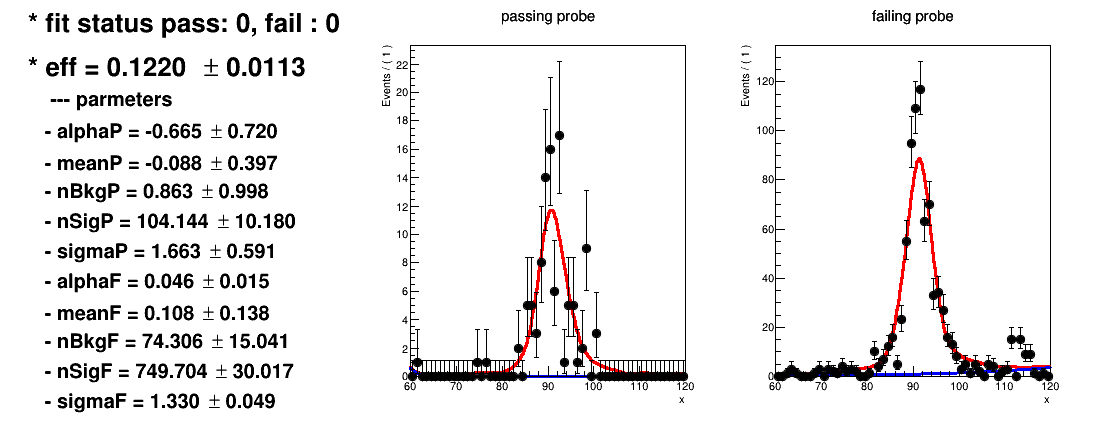 * fit status pass: 0, fail : 0
* eff = 0.1220 ± 0.0113
--- parmeters
- alphaP = -0.665 ± 0.720
- meanP = -0.088 ± 0.397
- nBkgP = 0.863 ± 0.998
- nSigP = 104.144 ± 10.180
- sigmaP = 1.663 ± 0.591
- alphaF = 0.046 ± 0.015
- meanF = 0.108 ± 0.138
- nBkgF = 74.306 ± 15.041
- nSigF = 749.704 ± 30.017
- sigmaF = 1.330 ± 0.049
passing probe
Events / ( 1 )
22
20
18
16
14
12
10
8
6
4
2
0
60 70 80 90 100 110 120
x
failing probe
Events / ( 1 )
120
100
80
60
40
20
0
60 70 80 90 100 110 120
x